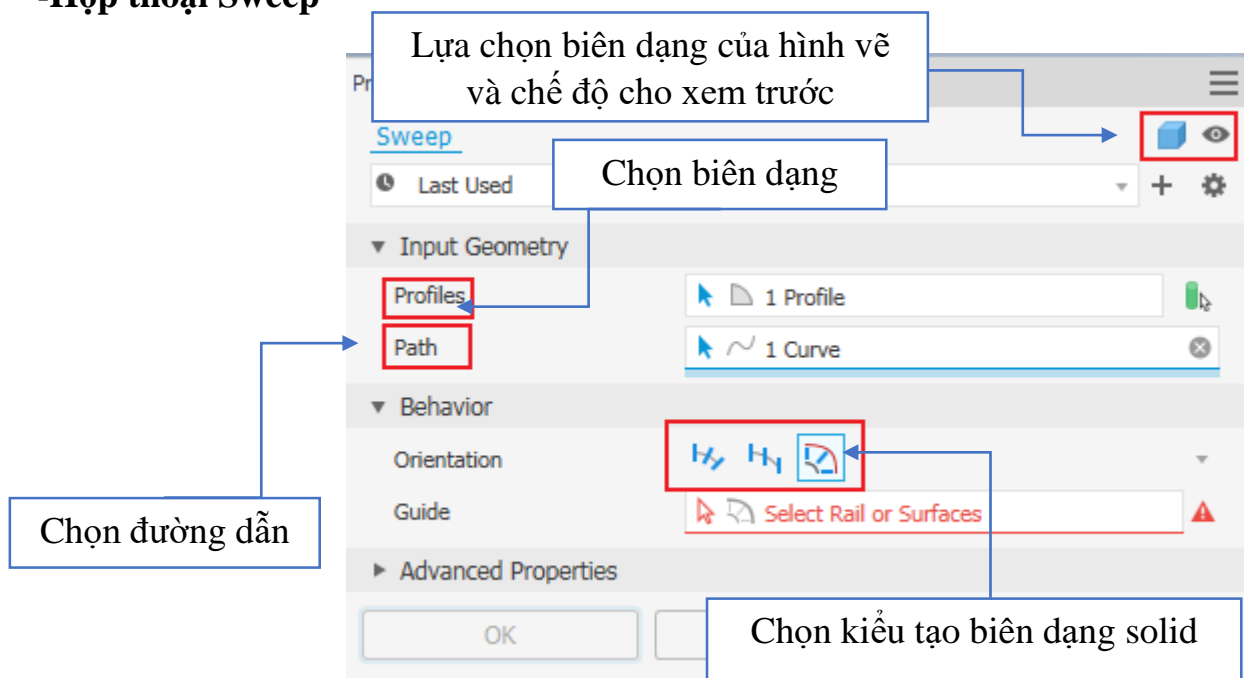 -Hộp thoại Sweep
Lựa chọn biên dạng của hình vẽ
và chế độ cho xem trước
Pr
Sweep
Chọn biên dạng
Last Used
Input Geometry
Profiles
1 Profile
Path
1 Curve
Behavior
Orientation
Guide
Select Rail or Surfaces
Chọn đường dẫn
Advanced Properties
OK
Chọn kiểu tạo biên dạng solid